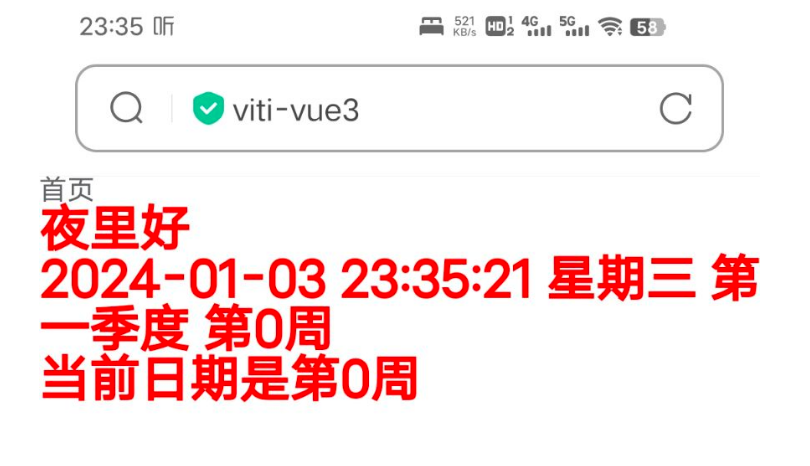 23:35 听 521 KB/s HD 1 2 4G 5G 58
viti-vue3
首页
夜里好
2024-01-03 23:35:21 星期三 第
一季度 第0周
当前日期是第0周